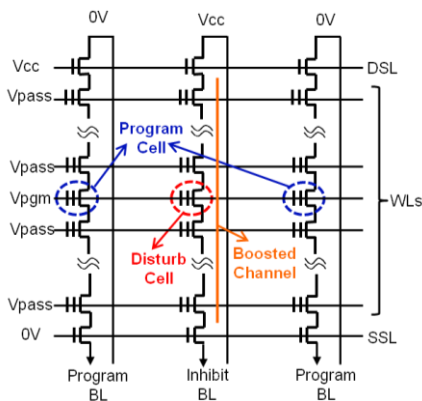 0V Vcc 0V
Vcc DSL
Vpass
Program
Cell
Vpass
Vpgm WLs
Vpass
Disturb
Cell
Boosted
Channel
Vpass
0V SSL
Program
BL
Inhibit
BL
Program
BL